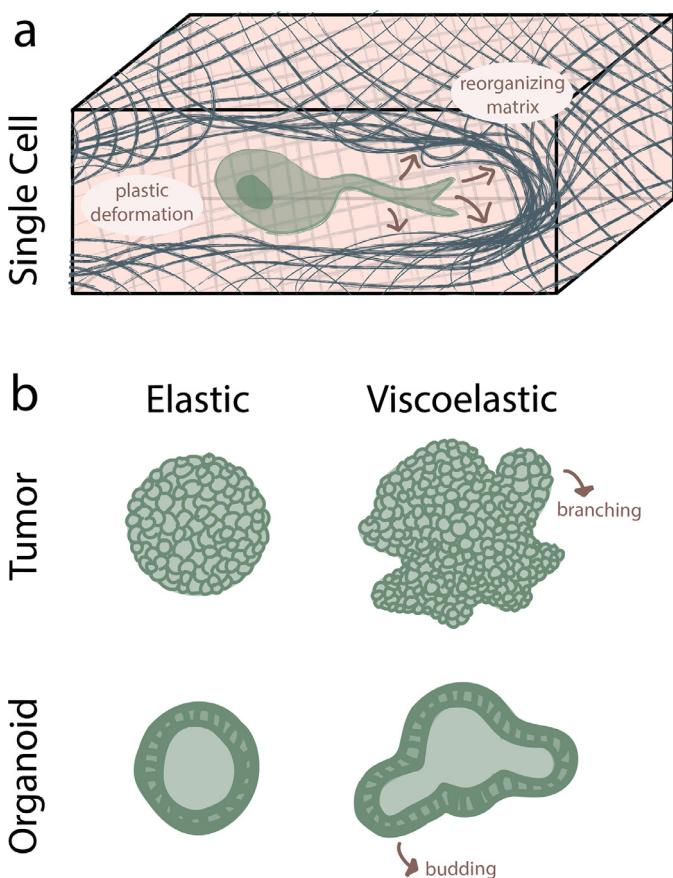 a
Single Cell
reorganizing
matrix
plastic
deformation
b
Elastic
Viscoelastic
Tumor
branching
Organoid
budding